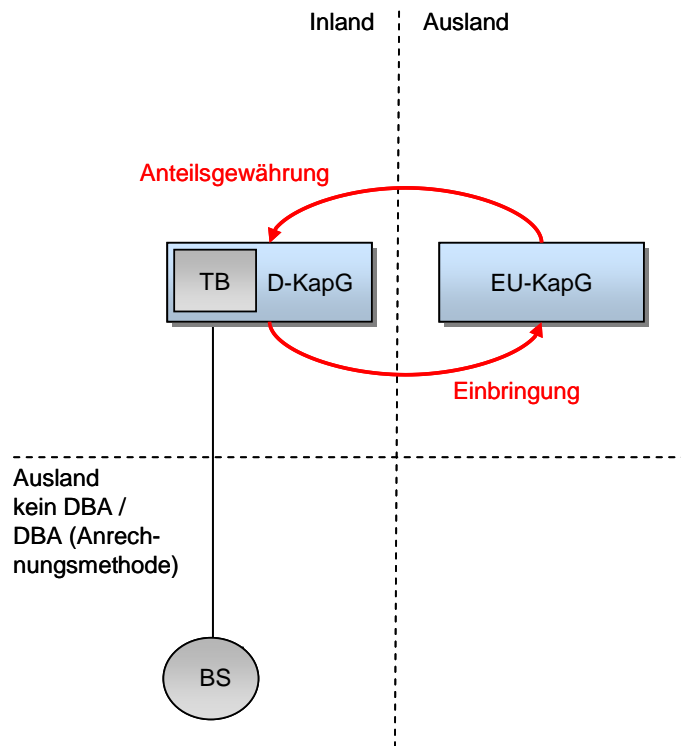 Inland
Ausland
Anteilsgewährung
TB
D-KapG
EU-KapG
Einbringung
Ausland
kein DBA /
DBA (Anrech-
nungsmethode)
BS